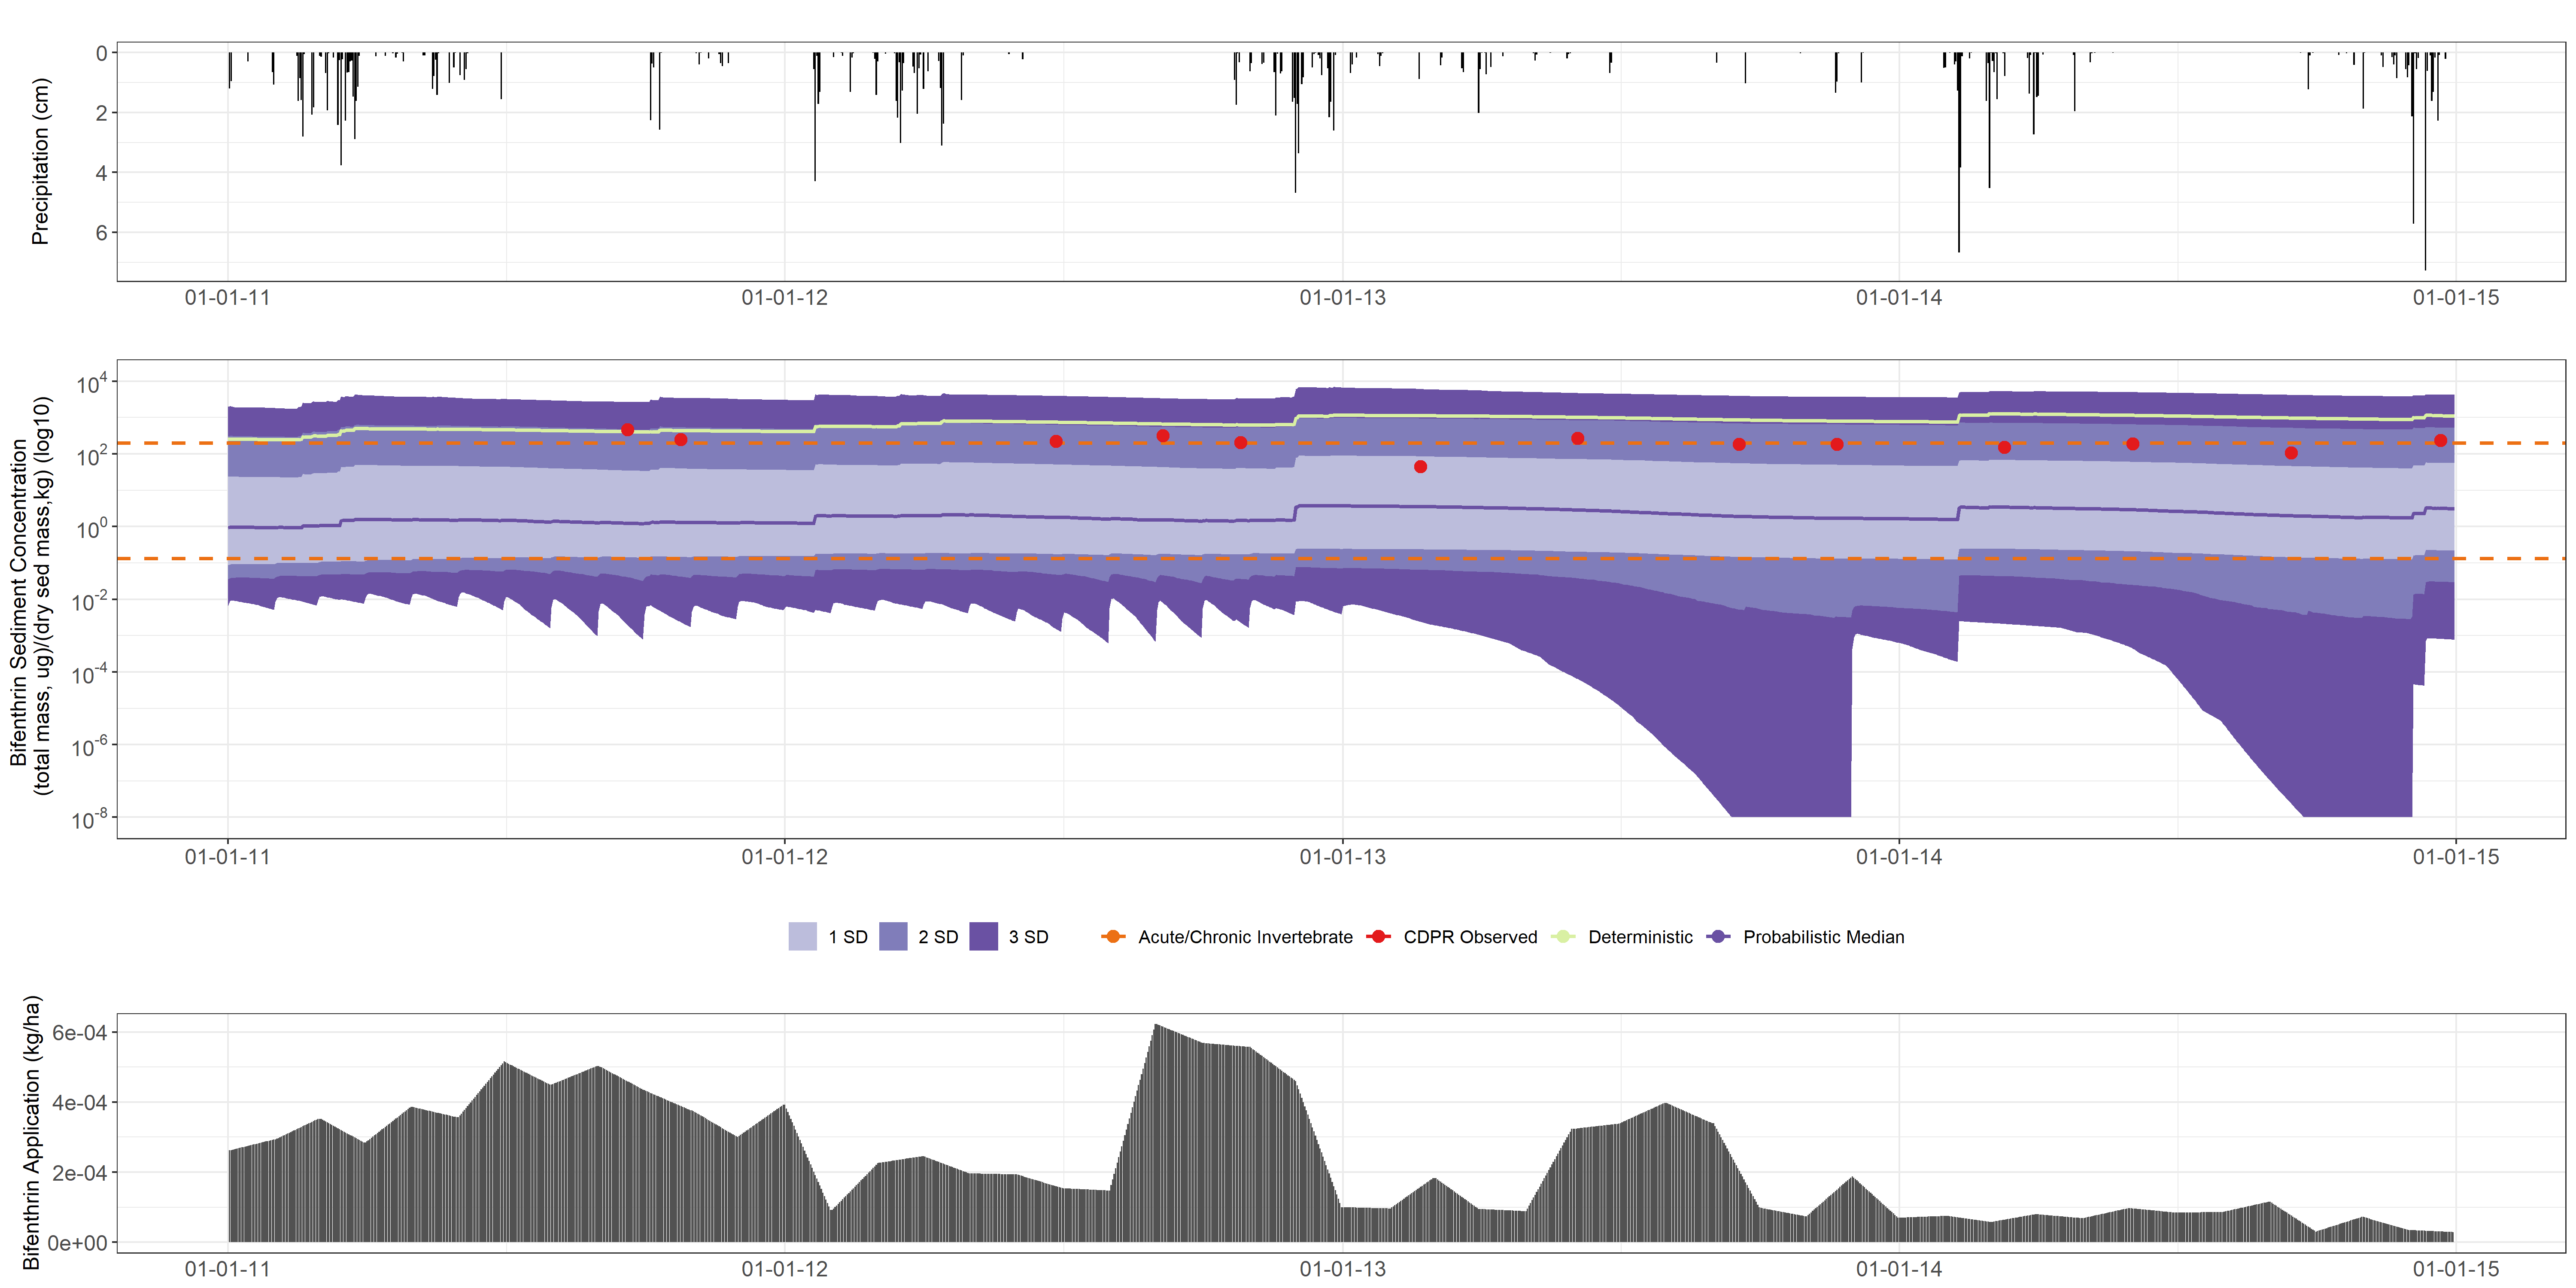 Precipitation (cm)
0
2
4
6
01-01-11 01-01-12 01-01-13 01-01-14 01-01-15
Bifenthrin Sediment Concentration
(total mass, ug)/(dry sed mass,kg) (log10)
10^4
10^2
10^0
10^-2
10^-4
10^-6
10^-8
01-01-11 01-01-12 01-01-13 01-01-14 01-01-15
1 SD 2 SD 3 SD Acute/Chronic Invertebrate CDPR Observed Deterministic Probabilistic Median
Bifenthrin Application (kg/ha)
6e-04
4e-04
2e-04
0e+00
01-01-11 01-01-12 01-01-13 01-01-14 01-01-15